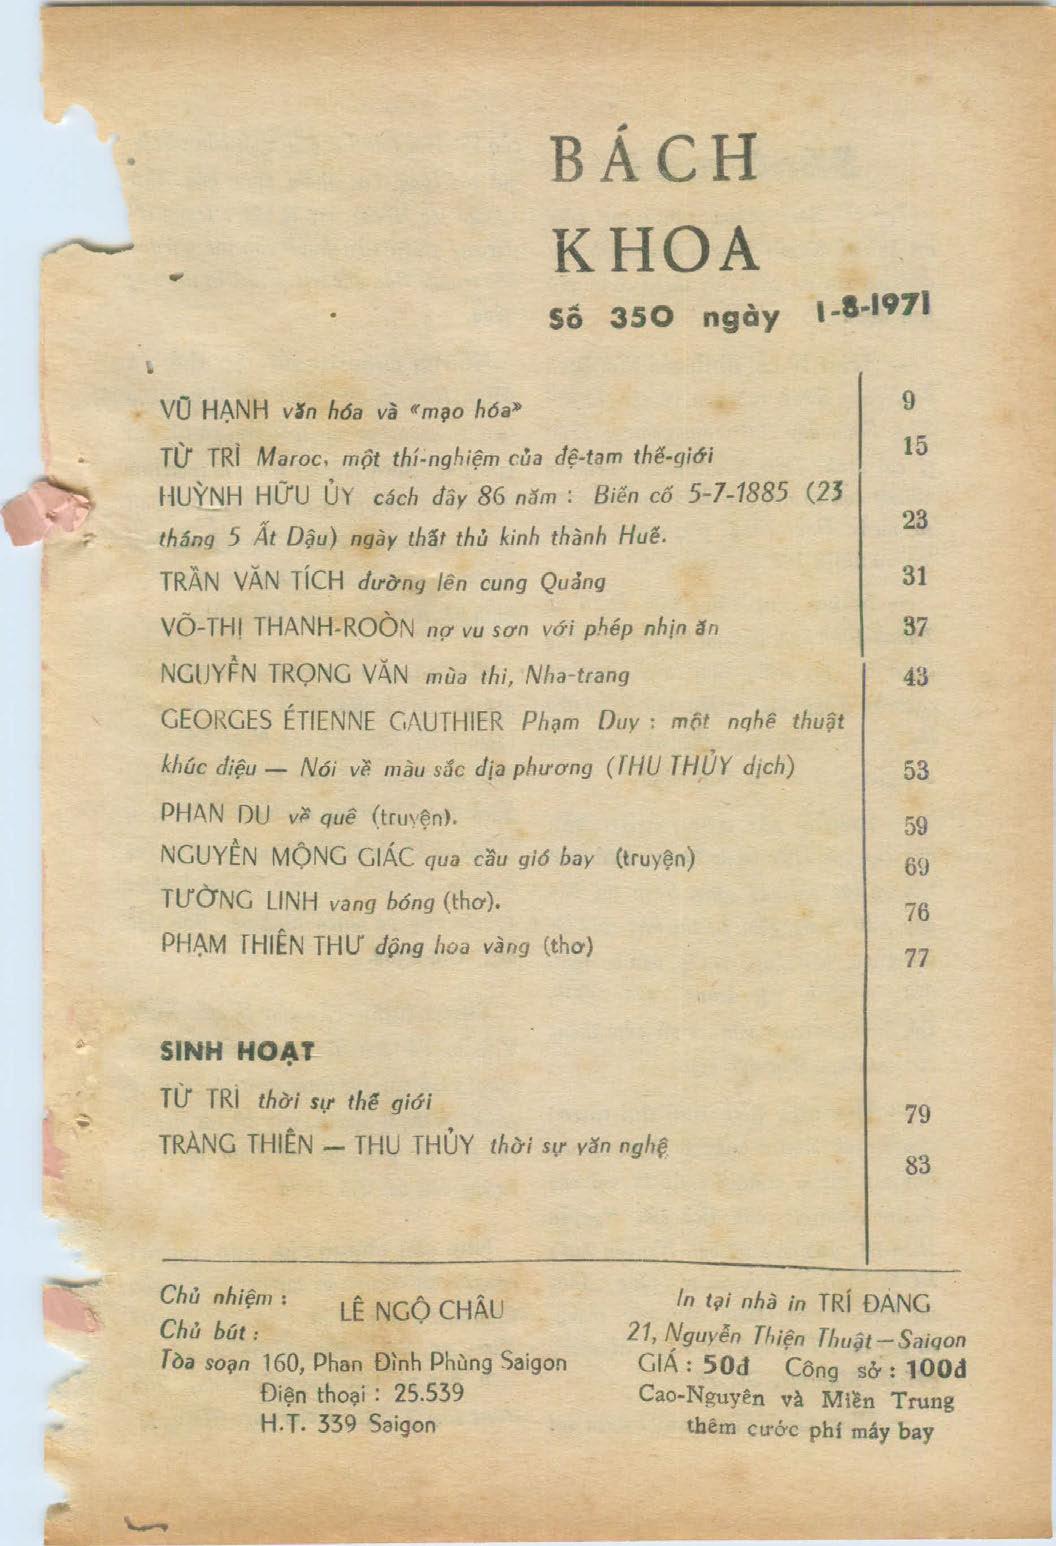 BÁCH
KHOA
Số 350 ngày 1-8-1971
VŨ HẠNH văn hóa và «mạo hóa» 9
TỪ TRÌ Maroc, một thí-nghiệm của đệ-tam thế-giới 15
HUỲNH HỮU ỦY cách đây 86 năm : Biến cố 5-7-1885 (23
tháng 5 Ất Dậu) ngày thất thủ kinh thành Huế. 23
TRẦN VĂN TÍCH đường lên cung Quảng 31
VÕ-THỊ THANH-ROÒN nợ vu sơn với phép nhịn ăn 37
NGUYỄN TRỌNG VĂN mùa thi, Nha-trang 43
GEORGES ÉTIENNE GAUTHIER Phạm Duy : một nghê thuật
khúc điệu — Nói về màu sắc địa phương (THU THỦY dịch) 53
PHAN DU về quê (truyện). 59
NGUYỄN MỘNG GIÁC qua cầu gió bay (truyện) 69
TƯỜNG LINH vang bóng (thơ). 76
PHẠM THIÊN THƯ động hoa vàng (thơ) 77
SINH HOẠT
TỪ TRÌ thời sự thế giới 79
TRÀNG THIÊN — THU THỦY thời sự văn nghệ 83
Chủ nhiệm :
LÊ NGỘ CHÂU
Chủ bút :
Tòa soạn 160, Phan Đình Phùng Saigon
Điện thoại : 25.539
H.T. 339 Saigon
In tại nhà in TRÍ ĐĂNG
21, Nguyễn Thiện Thuật — Saigon
GIÁ : 50đ Công sở : 100đ
Cao-Nguyên và Miền Trung
thêm cước phí máy bay